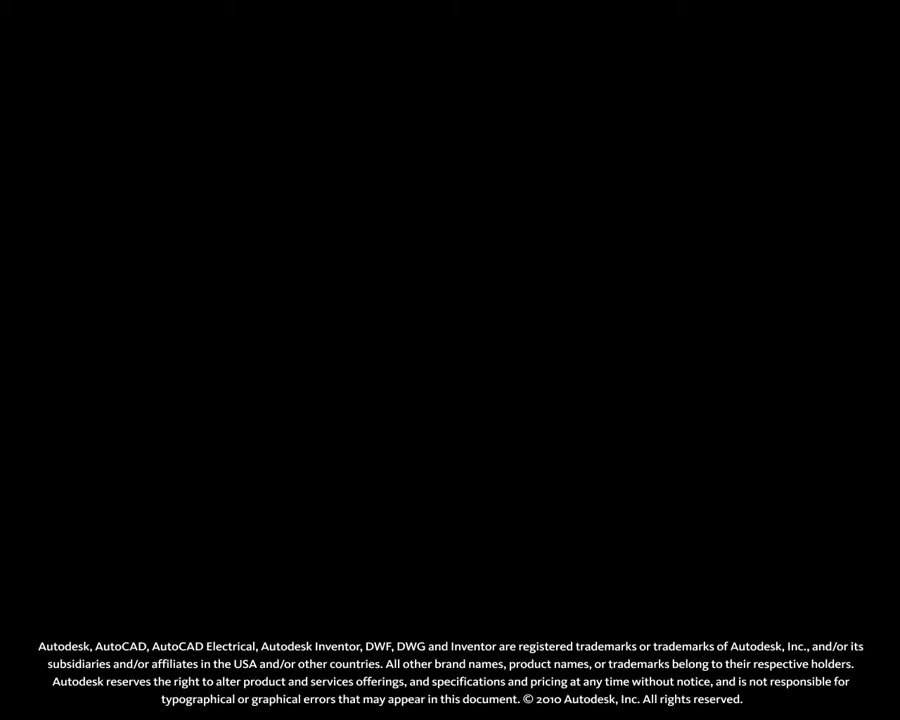 Autodesk, AutoCAD, AutoCAD Electrical, Autodesk Inventor, DWF, DWG and Inventor are registered trademarks or trademarks of Autodesk, Inc., and/or its
subsidiaries and/or affiliates in the USA and/or other countries. All other brand names, product names, or trademarks belong to their respective holders.
Autodesk reserves the right to alter product and services offerings, and specifications and pricing at any time without notice, and is not responsible for
typographical or graphical errors that may appear in this document. © 2010 Autodesk, Inc. All rights reserved.